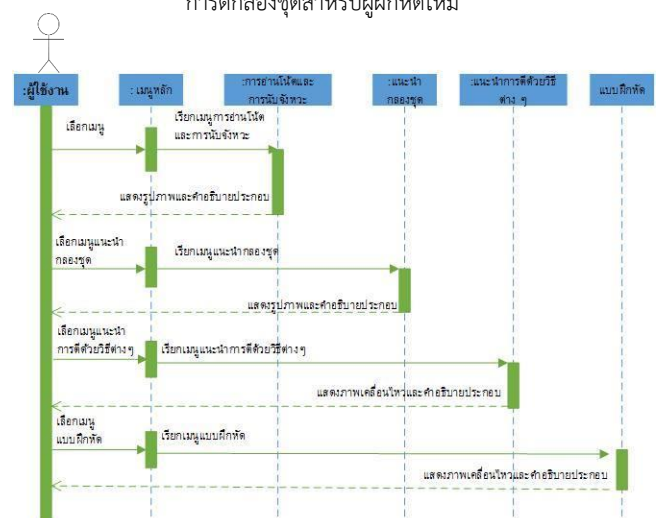 การตีกลองชุดสำหรับผู้ฝึกหัดใหม่
:ผู้ใช้งาน
: เมนูหลัก
:การอ่านโน้ตและ
การนับจังหวะ
:แนะนำ
กลองชุด
:แนะนำการตีด้วยวิธี
ต่าง ๆ
แบบฝึกหัด
เลือกเมนู
เรียกเมนูการอ่านโน้ต
และการนับจังหวะ
แสดงรูปภาพและคำอธิบายประกอบ
เลือกเมนูแนะนำ
กลองชุด
เรียกเมนูแนะนำกลองชุด
แสดงรูปภาพและคำอธิบายประกอบ
เลือกเมนูแนะนำ
การตีด้วยวิธีต่างๆ
เรียกเมนูแนะนำการตีด้วยวิธีต่างๆ
แสดงภาพเคลื่อนไหวและคำอธิบายประกอบ
เลือกเมนู
แบบฝึกหัด
เรียกเมนูแบบฝึกหัด
แสดงภาพเคลื่อนไหวและคำอธิบายประกอบ